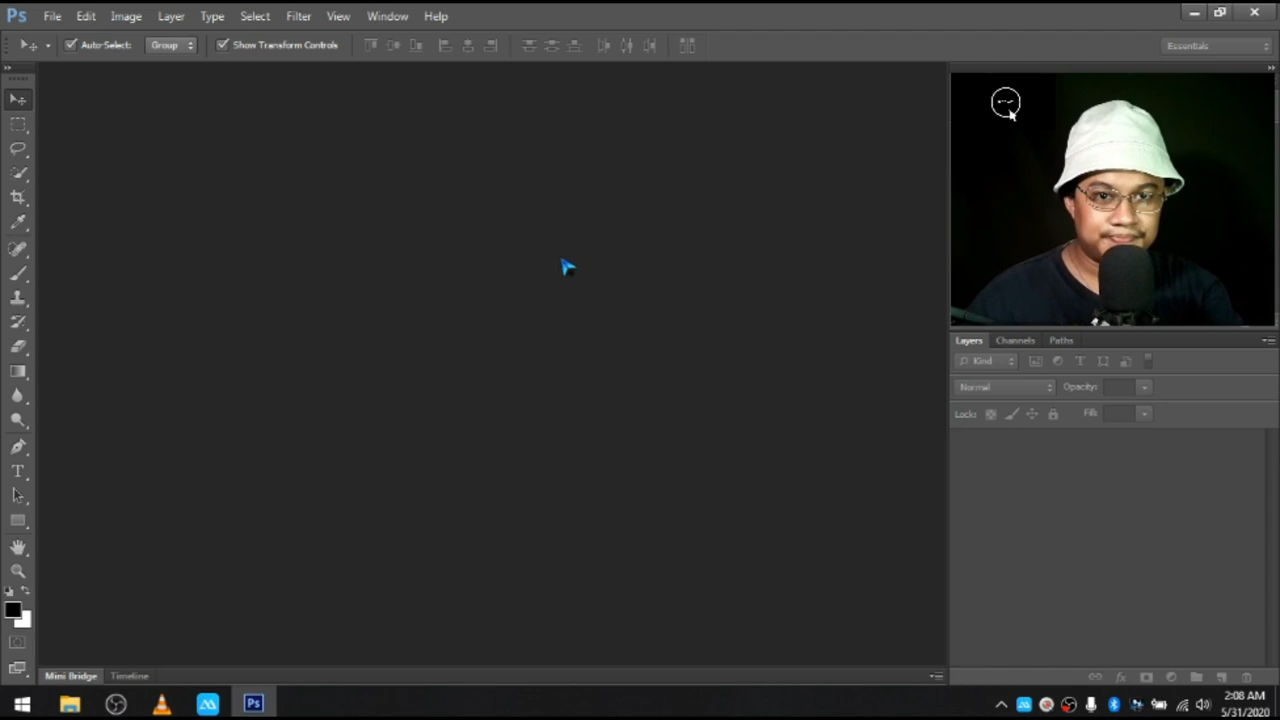 Ps File Edit Image Layer Type Select Filter View Window Help
Auto-Select: Group Show Transform Controls Essentials
Layers Channels Paths
Kind
Normal Opacity:
Lock: Fill:
Mini Bridge Timeline
Ps 2:08 AM
5/31/2020